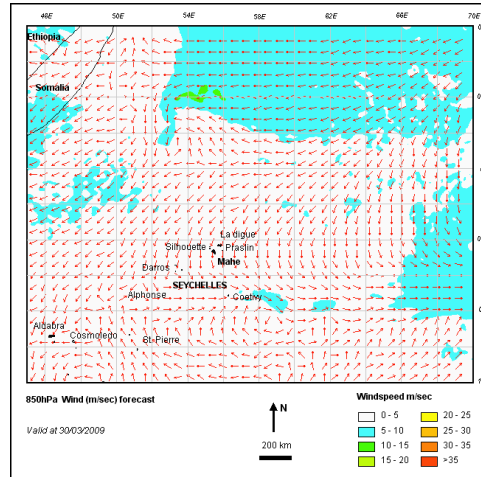 46E 50E 54E 58E 62E 66E 70E
Ethiopia
Somalia
La digue
Silhouette Praslin
Mahe
Darros
SEYCHELLES
Alphonse Coetivy
Aldabra
Cosmoledo St-Pierre
850hPa Wind (m/sec) forecast
Valid at 30/03/2009
N
200 km
Windspeed m/sec
0 - 5 20 - 25
5 - 10 25 - 30
10 - 15 30 - 35
15 - 20 >35